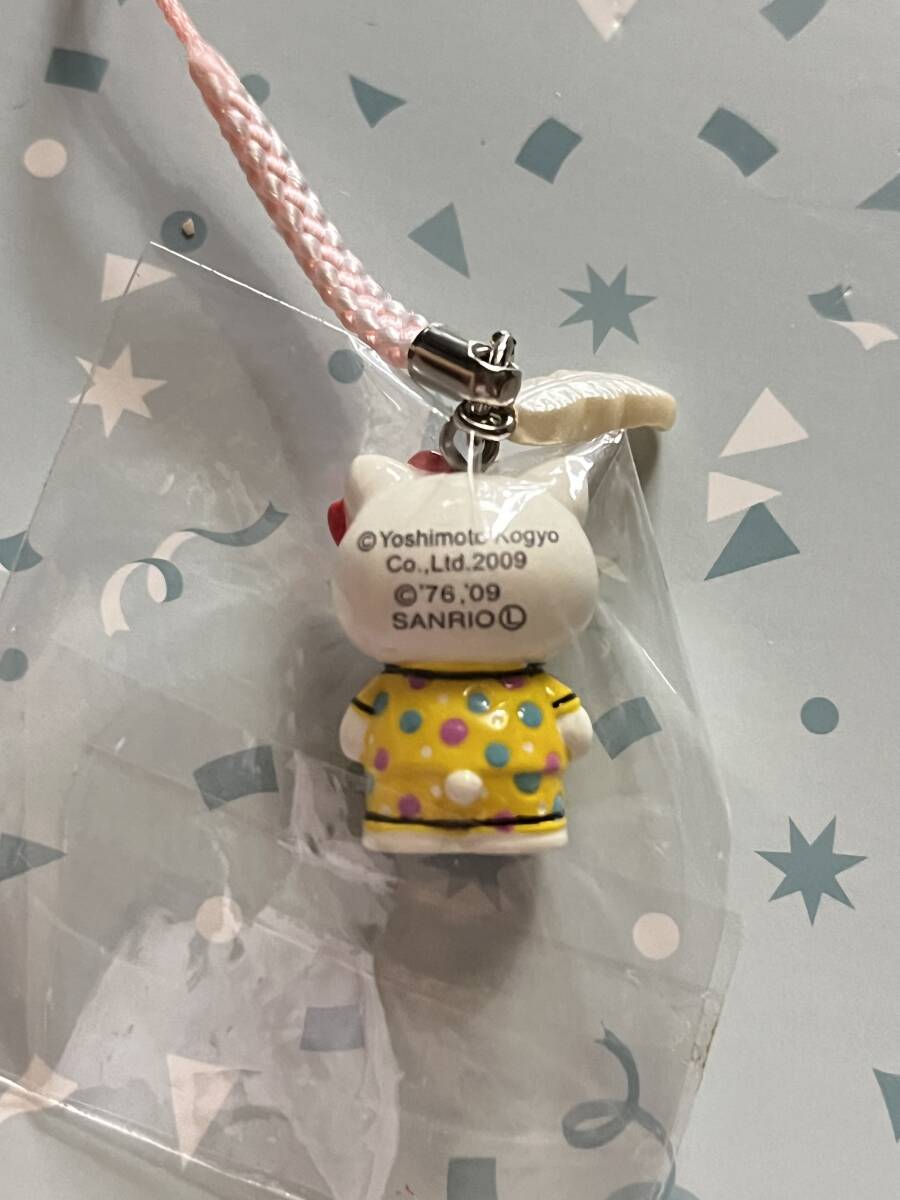 ©Yoshimoto Kogyo
Co.,Ltd.2009
©'76,'09
SANRIO Ⓛ